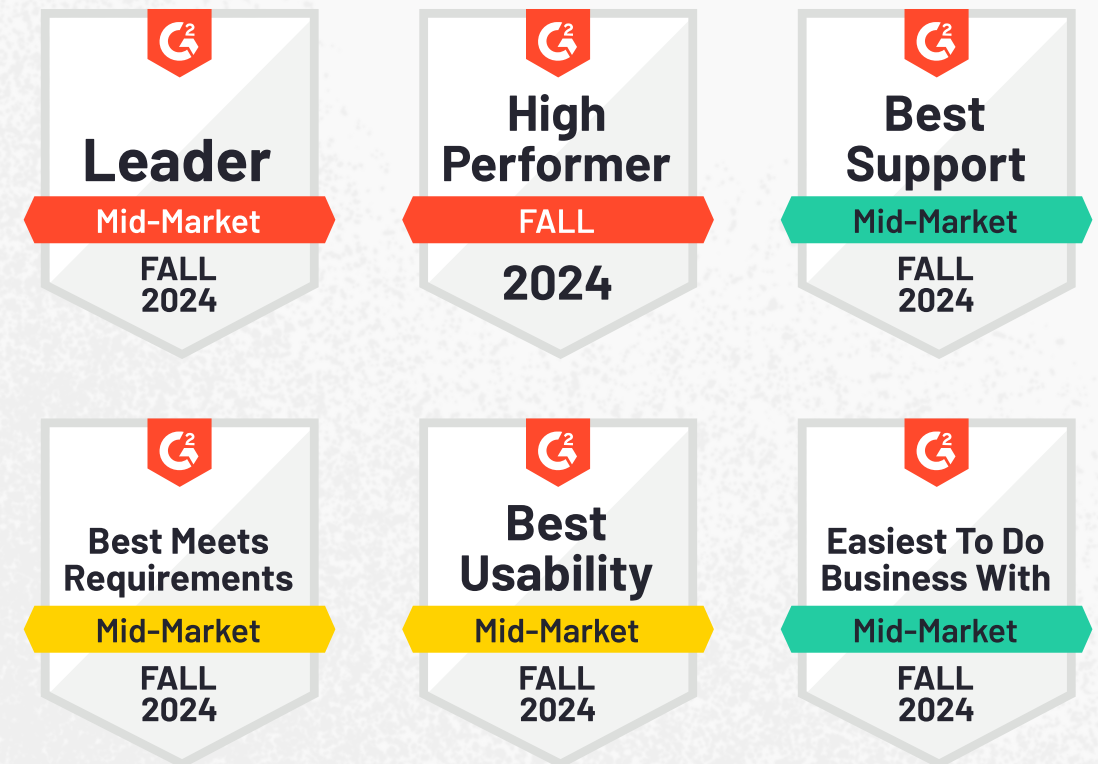 G2
Leader
Mid-Market
FALL
2024
G2
High
Performer
FALL
2024
G2
Best
Support
Mid-Market
FALL
2024
G2
Best Meets
Requirements
Mid-Market
FALL
2024
G2
Best
Usability
Mid-Market
FALL
2024
G2
Easiest To Do
Business With
Mid-Market
FALL
2024